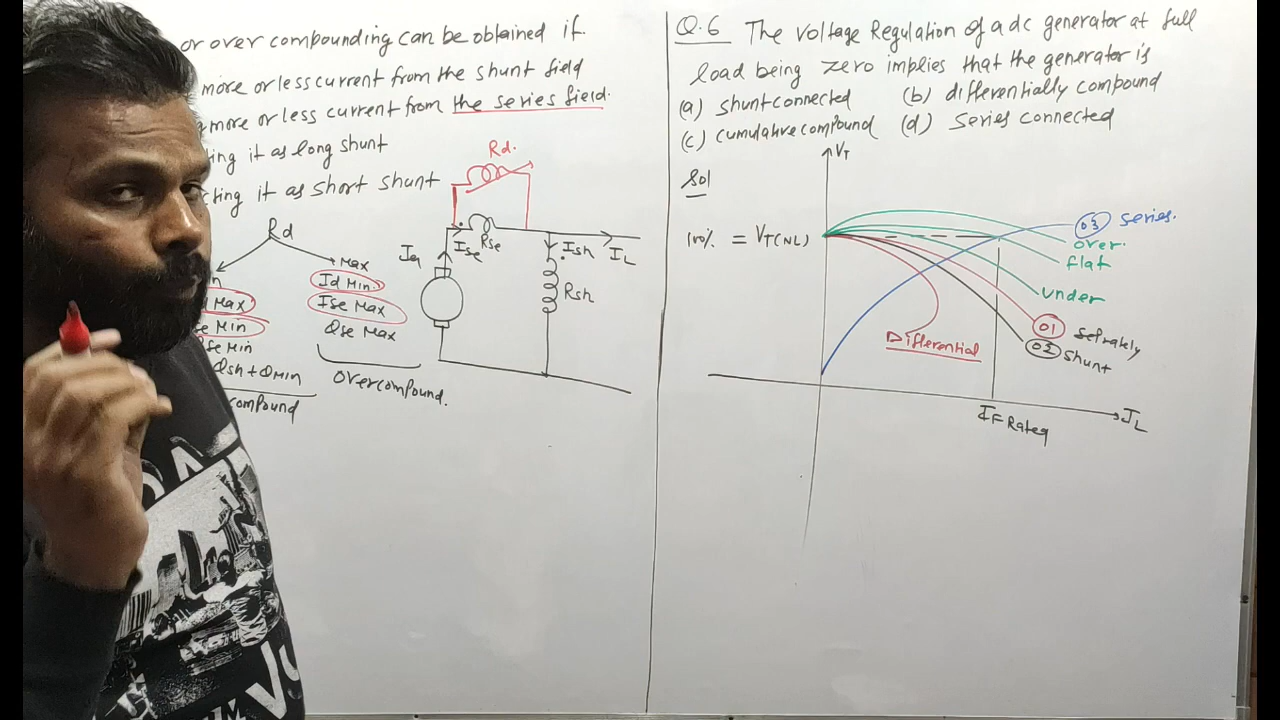 or over compounding can be obtained if.
more or less current from the shunt field
more or less current from the series field.
ting it as long shunt
cting it as short shunt
Rd.
Rd
Max
Id Min.
Ise Max
Øse Max
overcompound.
Max
se Min
se Min
Øsh + ØMin
compound
Ia
Ise
Rse
Ish
IL
Rsh
Q.6 The Voltage Regulation of a dc generator at full
load being zero implies that the generator is
(a) shunt connected (b) differentially compound
(c) cumulative compound (d) Series connected
Sol
VT
100% = VT(NL)
03 Series.
over.
flat
under
01 Seprately
02 Shunt
Differential
IL